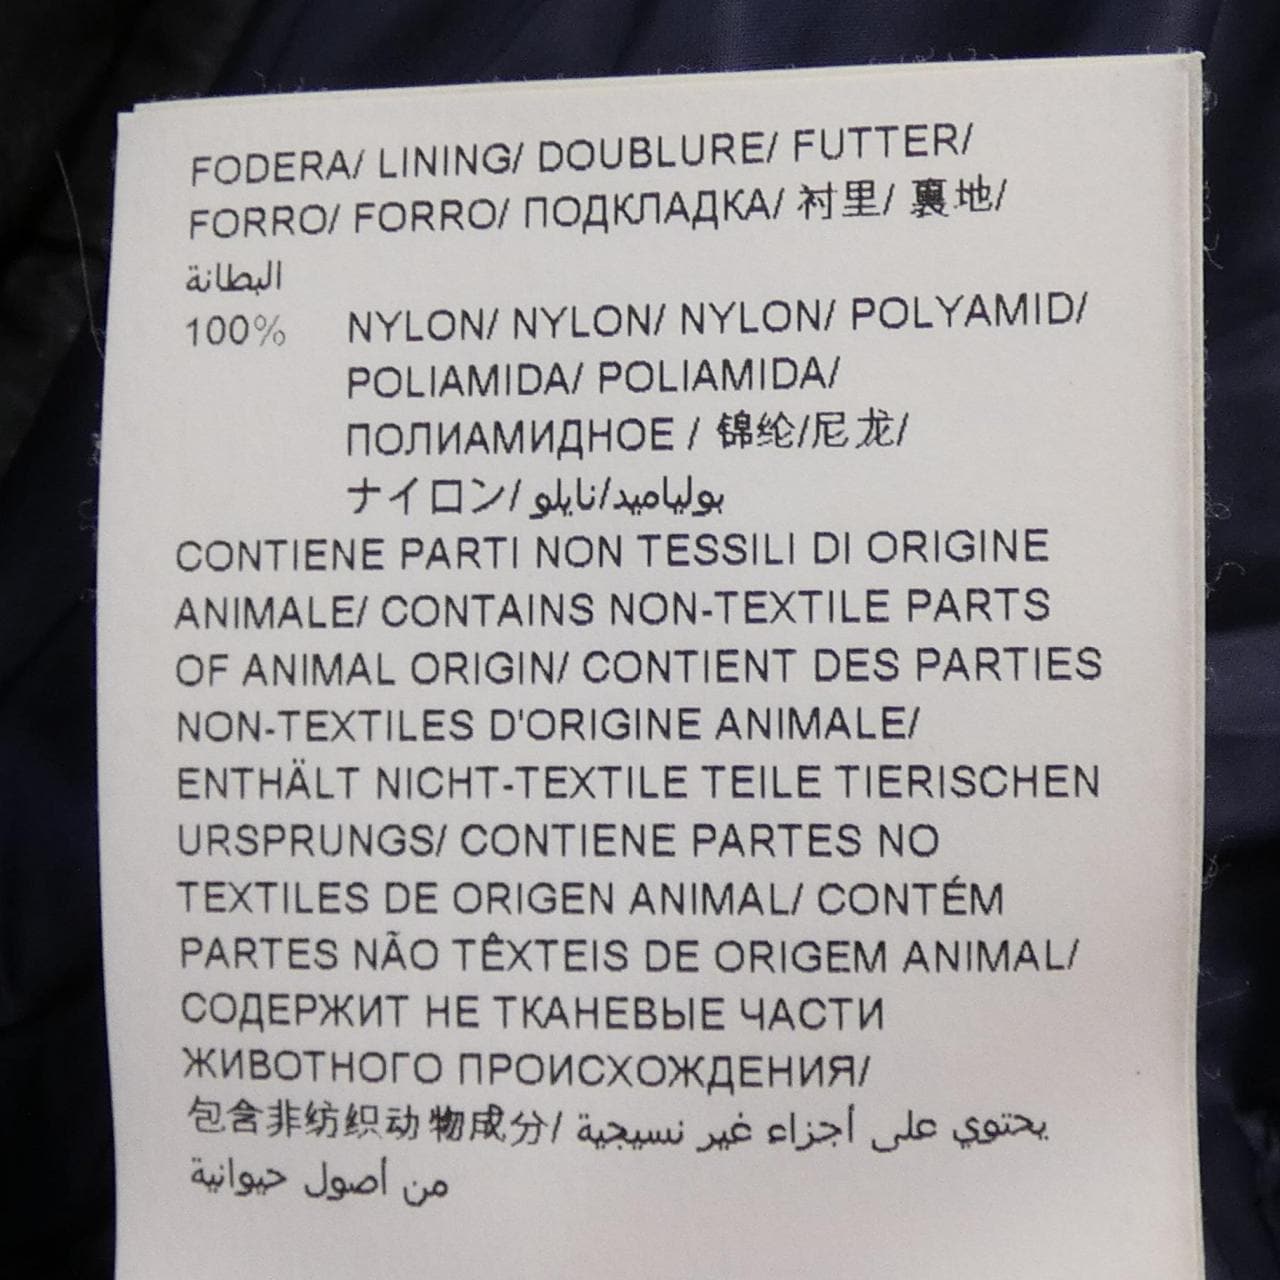 FODERA/ LINING/ DOUBLURE/ FUTTER/
FORRO/ FORRO/ ПОДКЛАДКА/ 衬里/ 裏地/
البطانة
100% NYLON/ NYLON/ NYLON/ POLYAMID/
POLIAMIDA/ POLIAMIDA/
ПОЛИАМИДНОЕ / 锦纶/尼龙/
ナイロン/ بولياميد/نايلو
CONTIENE PARTI NON TESSILI DI ORIGINE
ANIMALE/ CONTAINS NON-TEXTILE PARTS
OF ANIMAL ORIGIN/ CONTIENT DES PARTIES
NON-TEXTILES D'ORIGINE ANIMALE/
ENTHÄLT NICHT-TEXTILE TEILE TIERISCHEN
URSPRUNGS/ CONTIENE PARTES NO
TEXTILES DE ORIGEN ANIMAL/ CONTÉM
PARTES NÃO TÊXTEIS DE ORIGEM ANIMAL/
СОДЕРЖИТ НЕ ТКАНЕВЫЕ ЧАСТИ
ЖИВОТНОГО ПРОИСХОЖДЕНИЯ/
包含非纺织动物成分/ يحتوي على أجزاء غير نسيجية
من أصول حيوانية